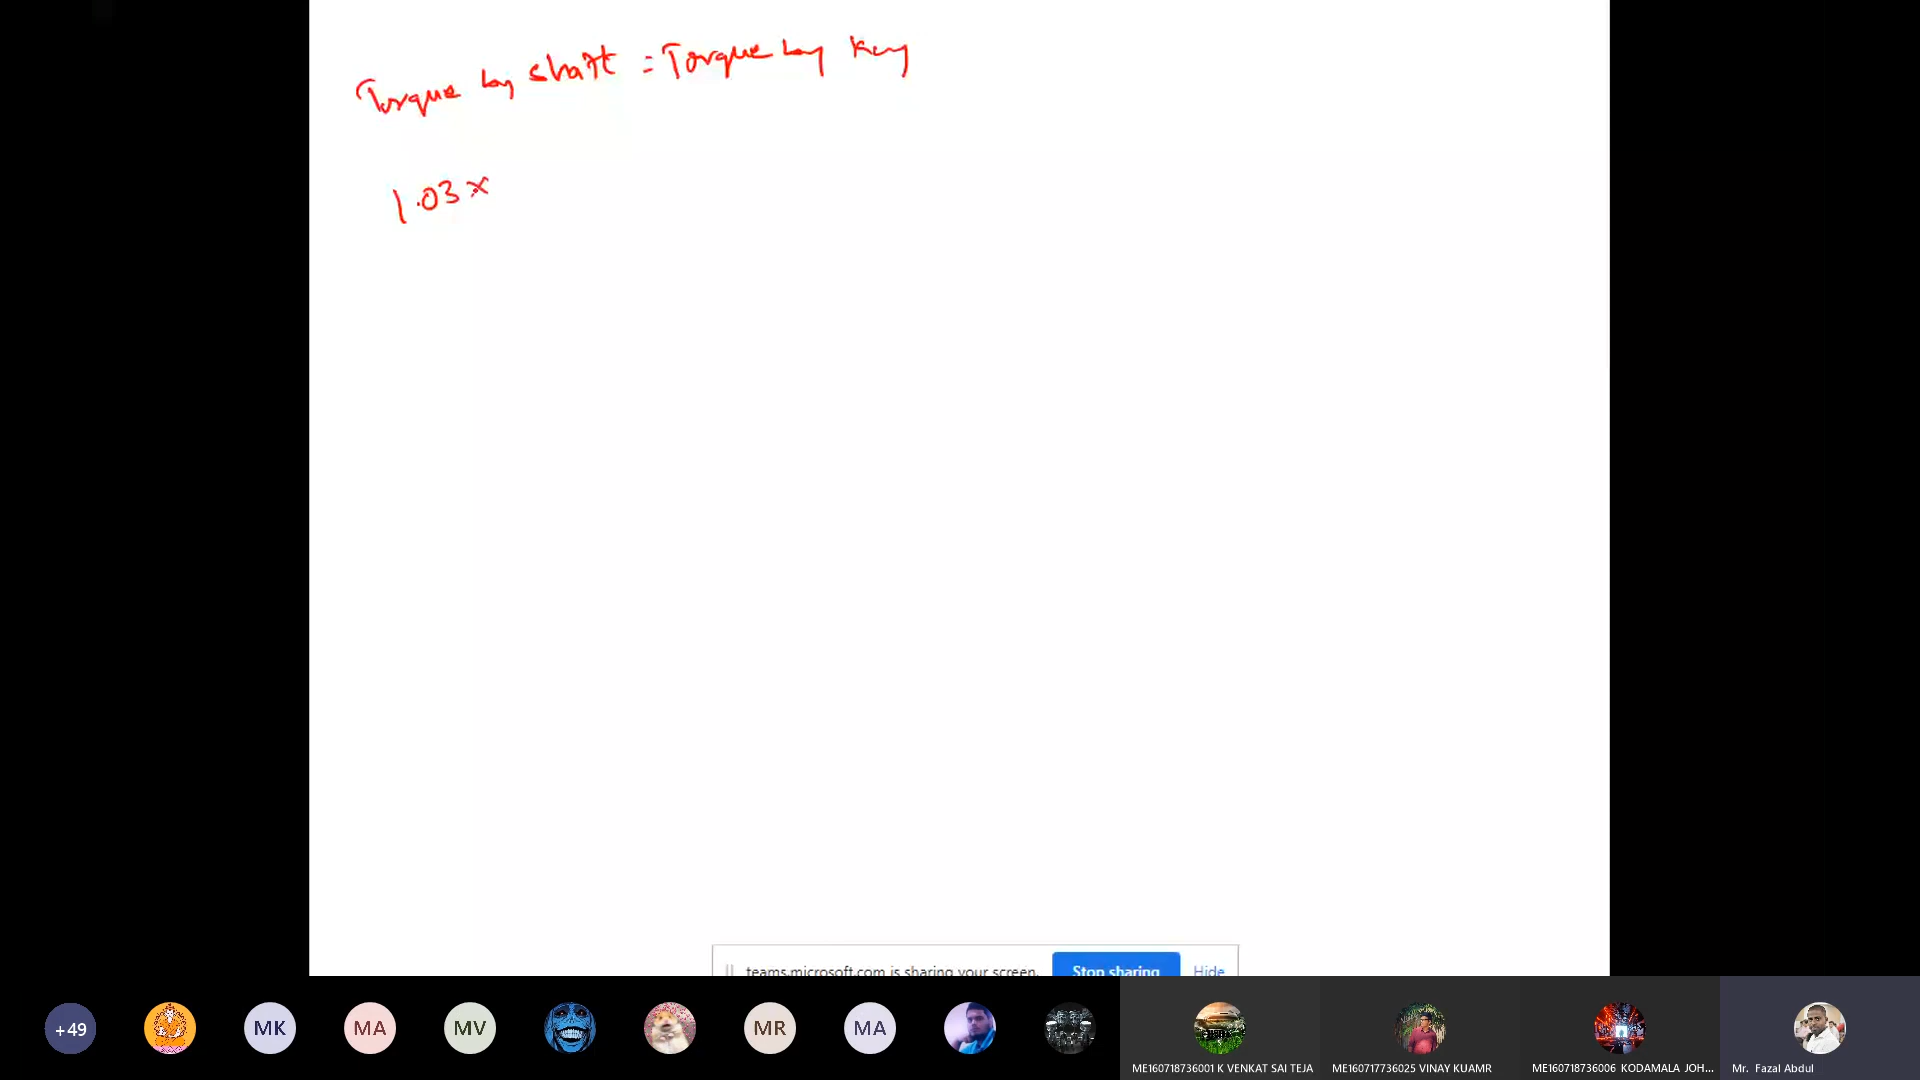 Torque by shaft = Torque by key
1.03 x
teams.microsoft.com is sharing your screen. Stop sharing Hide
+49 MK MA MV MR MA
ME160718736001 K VENKAT SAI TEJA ME160717736025 VINAY KUAMR ME160718736006 KODAMALA JOH... Mr. Fazal Abdul